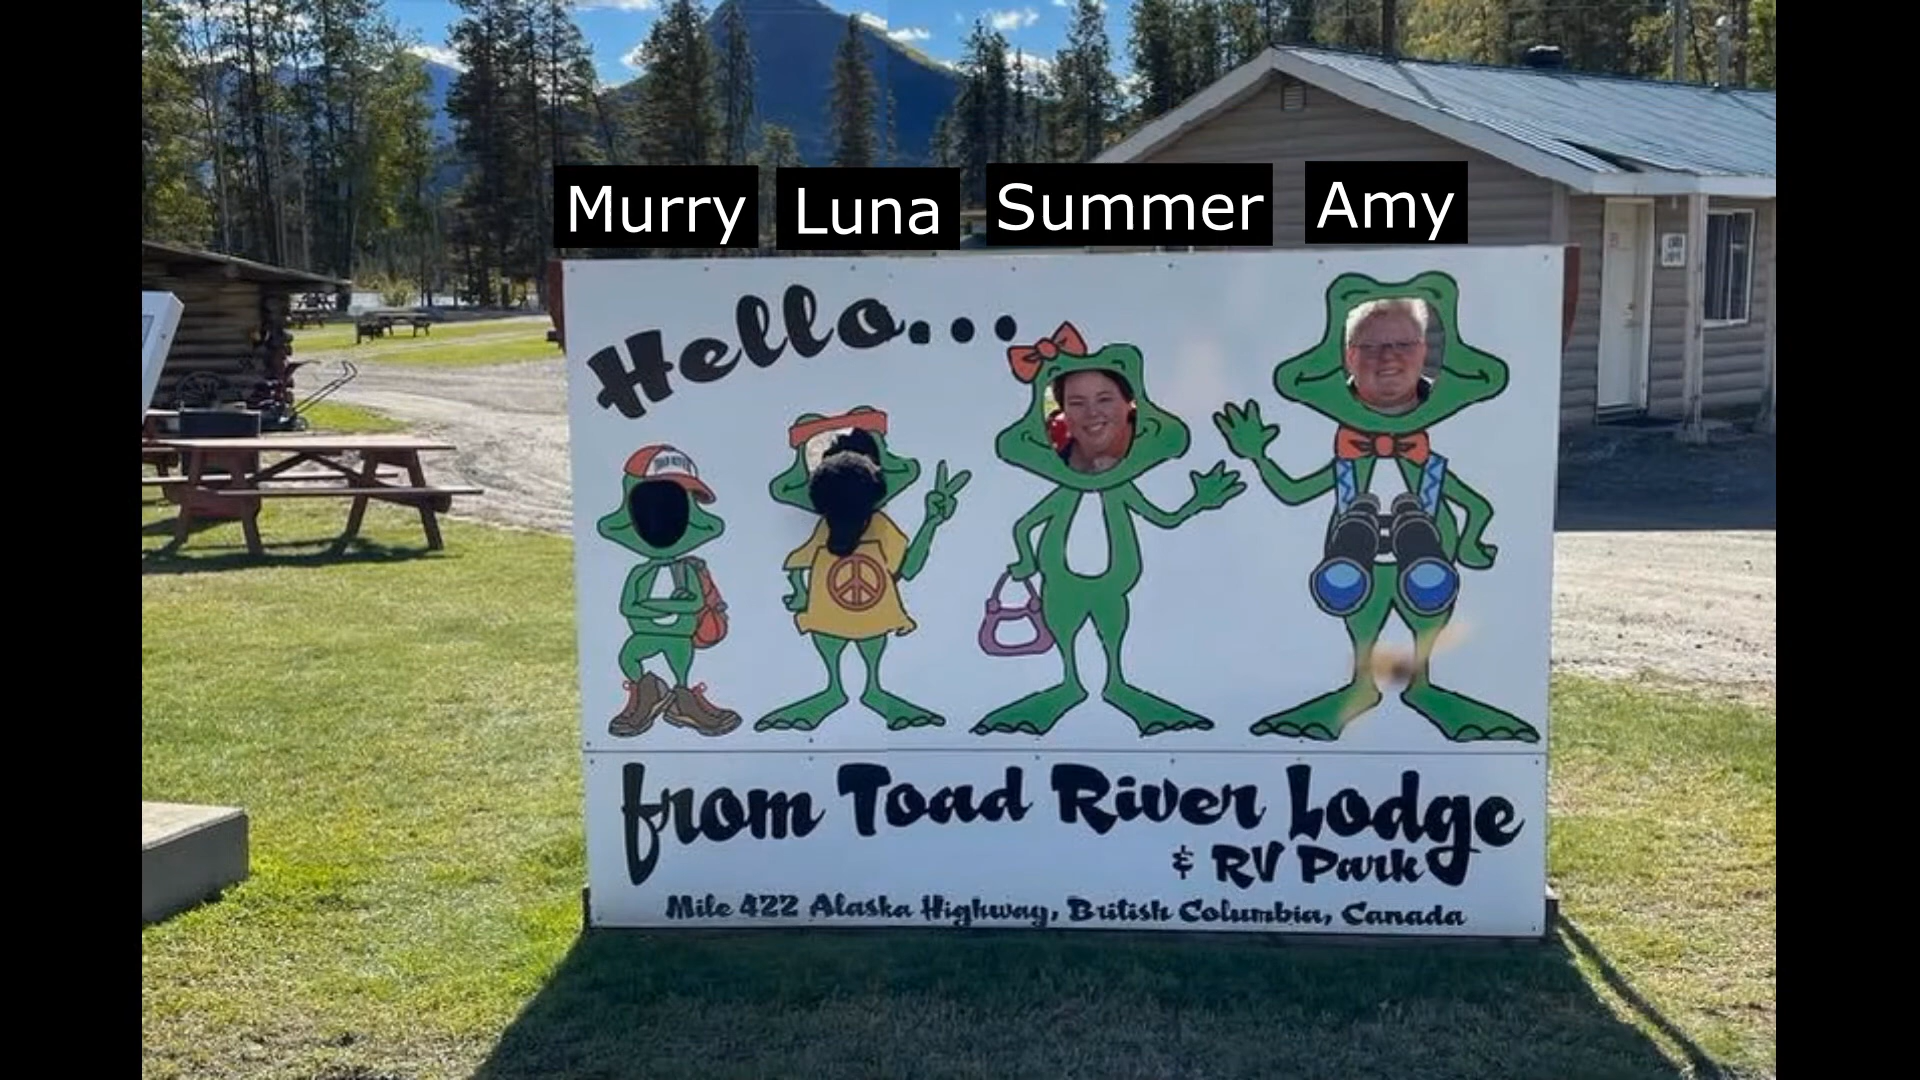 Murry Luna Summer Amy
Hello...
from Toad River Lodge
& RV Park
Mile 422 Alaska Highway, British Columbia, Canada